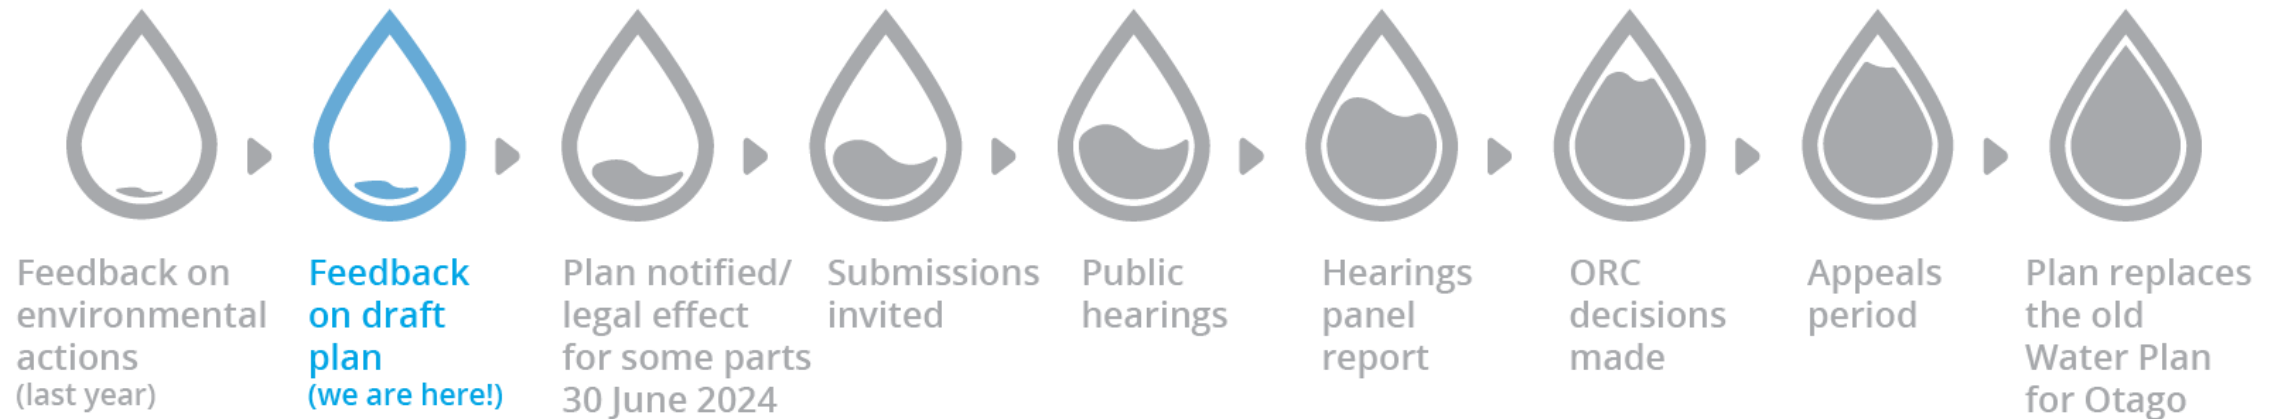 Feedback on
environmental
actions
(last year)
Feedback
on draft
plan
(we are here!)
Plan notified/
legal effect
for some parts
30 June 2024
Submissions
invited
Public
hearings
Hearings
panel
report
ORC
decisions
made
Appeals
period
Plan replaces
the old
Water Plan
for Otago